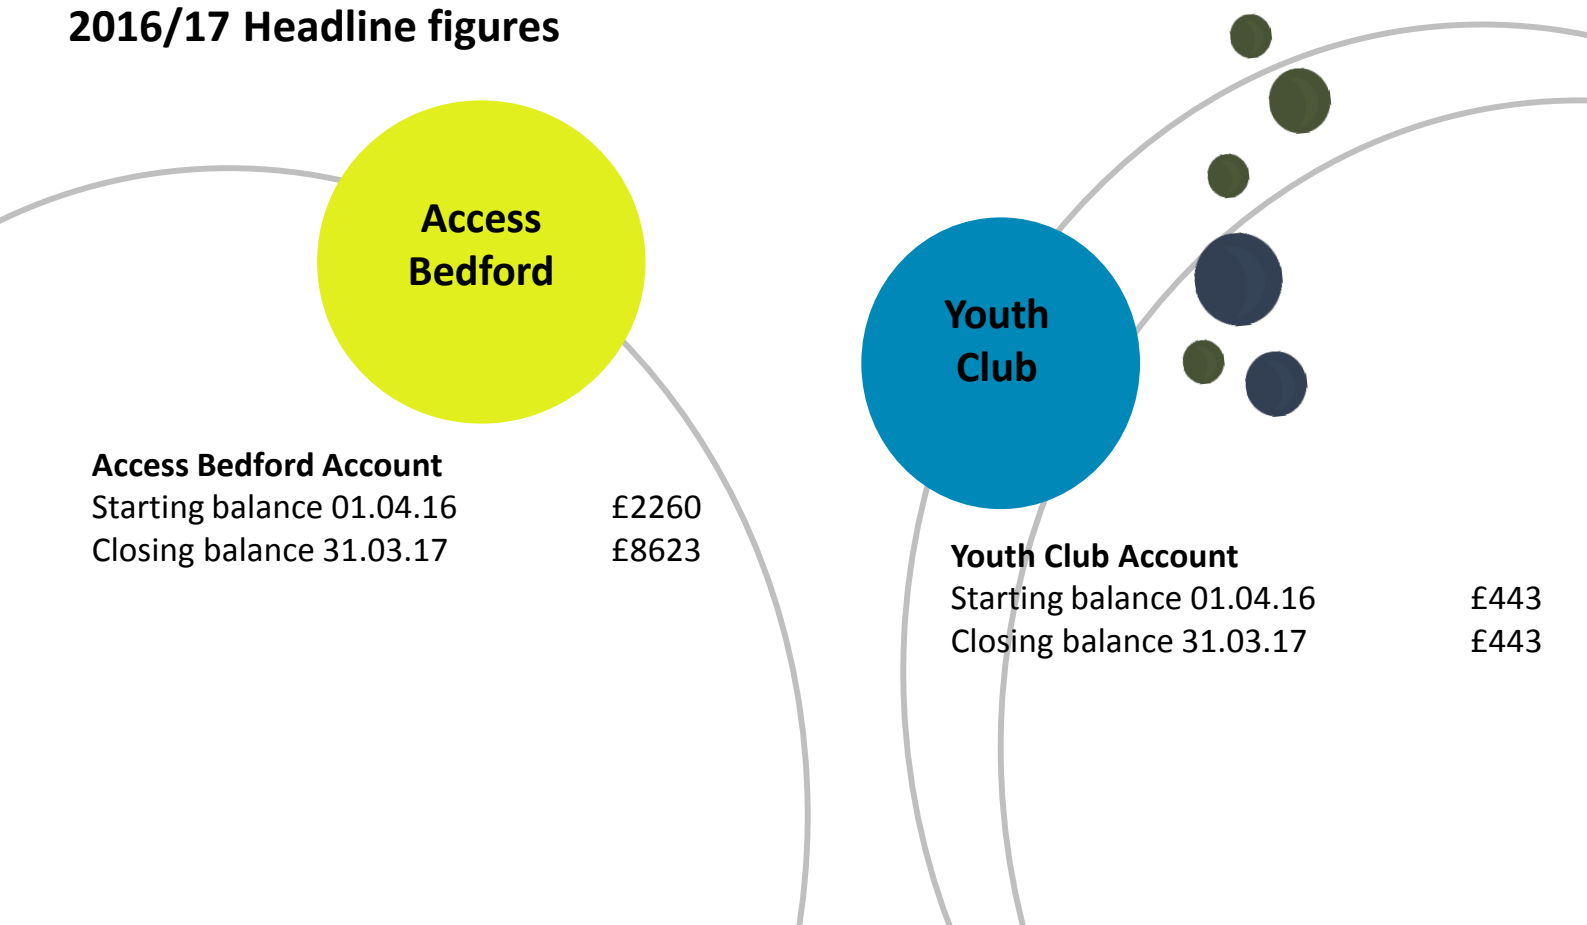 2016/17 Headline figures
Access
Bedford
Youth
Club
Access Bedford Account
Starting balance 01.04.16 £2260
Closing balance 31.03.17 £8623
Youth Club Account
Starting balance 01.04.16 £443
Closing balance 31.03.17 £443